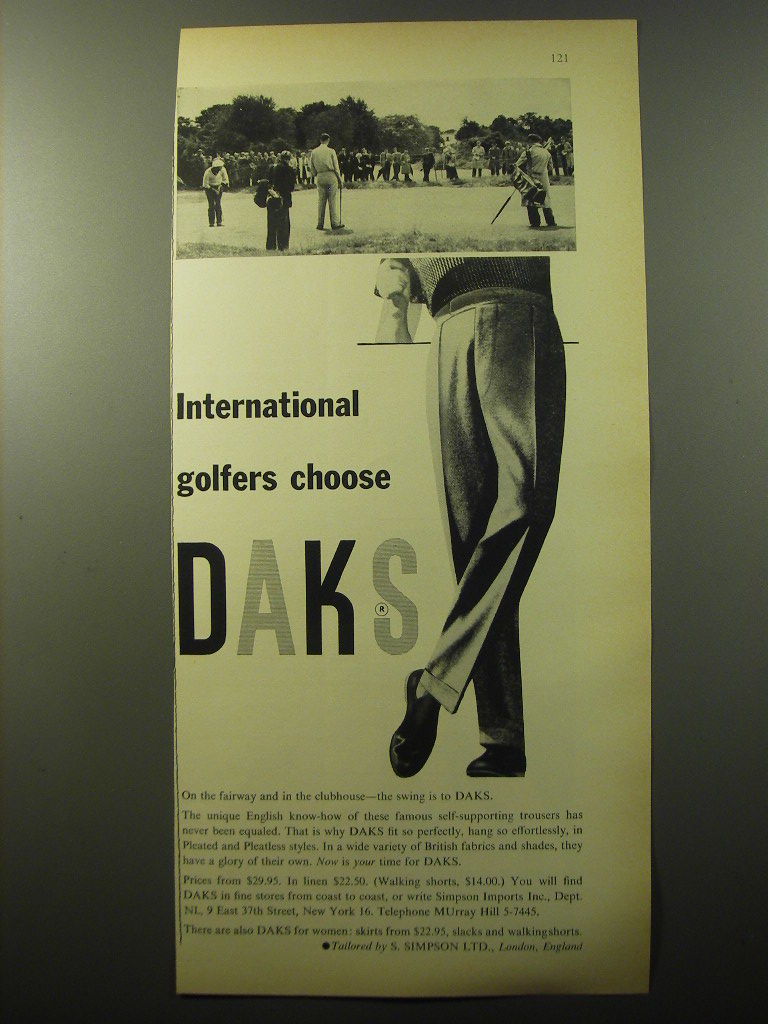 121
International
golfers choose
DAKS
®
On the fairway and in the clubhouse—the swing is to DAKS.
The unique English know-how of these famous self-supporting trousers has
never been equaled. That is why DAKS fit so perfectly, hang so effortlessly, in
Pleated and Pleatless styles. In a wide variety of British fabrics and shades, they
have a glory of their own. Now is your time for DAKS.
Prices from $29.95. In linen $22.50. (Walking shorts, $14.00.) You will find
DAKS in fine stores from coast to coast, or write Simpson Imports Inc., Dept.
NL, 9 East 37th Street, New York 16. Telephone MUrray Hill 5-7445.
There are also DAKS for women: skirts from $22.95, slacks and walking shorts.
●Tailored by S. SIMPSON LTD., London, England